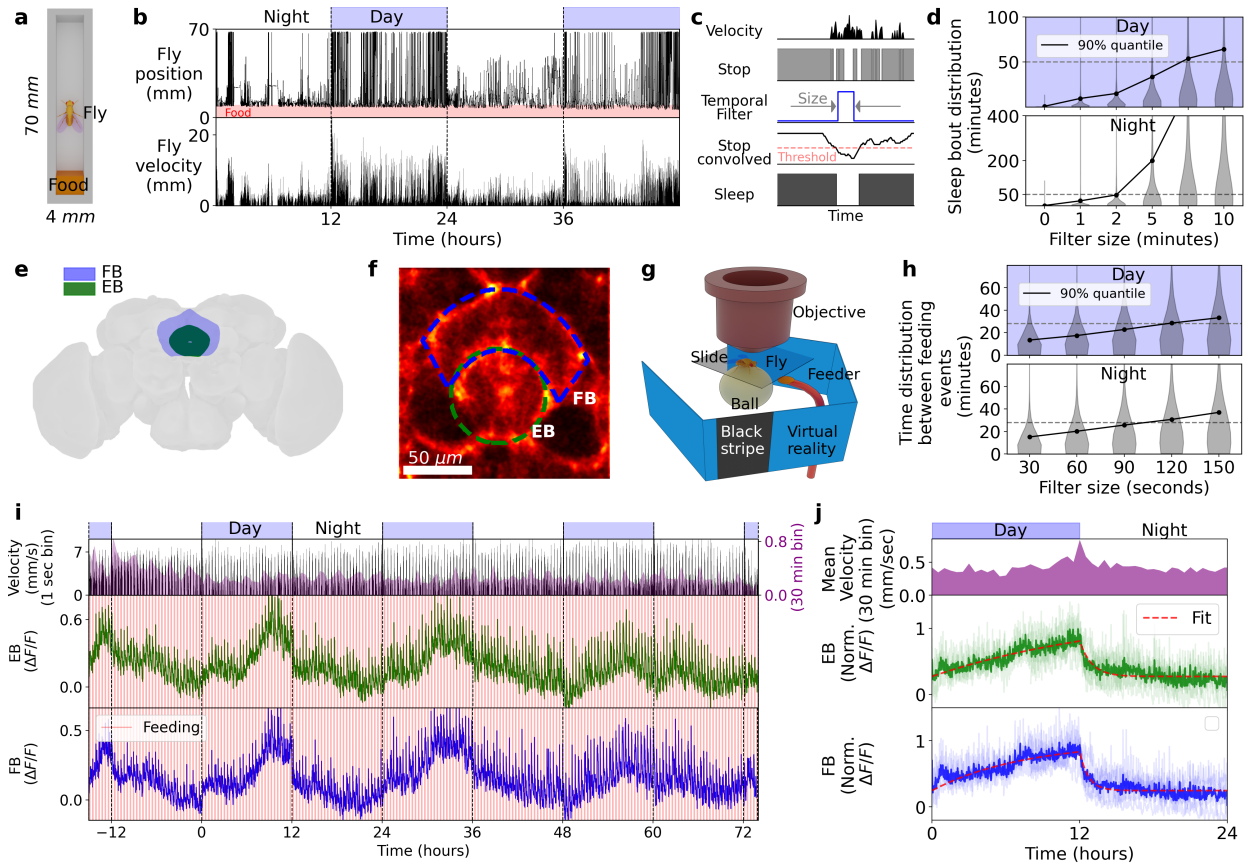 a
70 mm
Fly
Food
4 mm
b
Night
Day
Fly
position
(mm)
70
0
Food
Fly
velocity
(mm)
20
0
12
24
36
Time (hours)
c
Velocity
Stop
Temporal
Filter
Size
Stop
convolved
Threshold
Sleep
Time
d
Sleep bout distribution
(minutes)
100
50
Day
90% quantile
400
200
50
Night
0 1 2 5 8 10
Filter size (minutes)
e
FB
EB
f
FB
EB
50 μm
g
Objective
Slide
Fly
Feeder
Ball
Black
stripe
Virtual
reality
h
Time distribution
between feeding
events
(minutes)
Day
90% quantile
60
40
20
0
Night
60
40
20
0
30 60 90 120 150
Filter size (seconds)
i
Day
Night
Velocity
(mm/s)
(1 sec bin)
7
0
0.8
0.0
(30 min bin)
EB
(ΔF/F)
0.6
0.0
FB
(ΔF/F)
0.5
0.0
Feeding
−12 0 12 24 36 48 60 72
Time (hours)
j
Day
Night
Mean
Velocity
(30 min bin)
(mm/sec)
0.5
0.0
EB
(Norm.
ΔF/F)
1
0
Fit
FB
(Norm.
ΔF/F)
1
0
0 12 24
Time (hours)